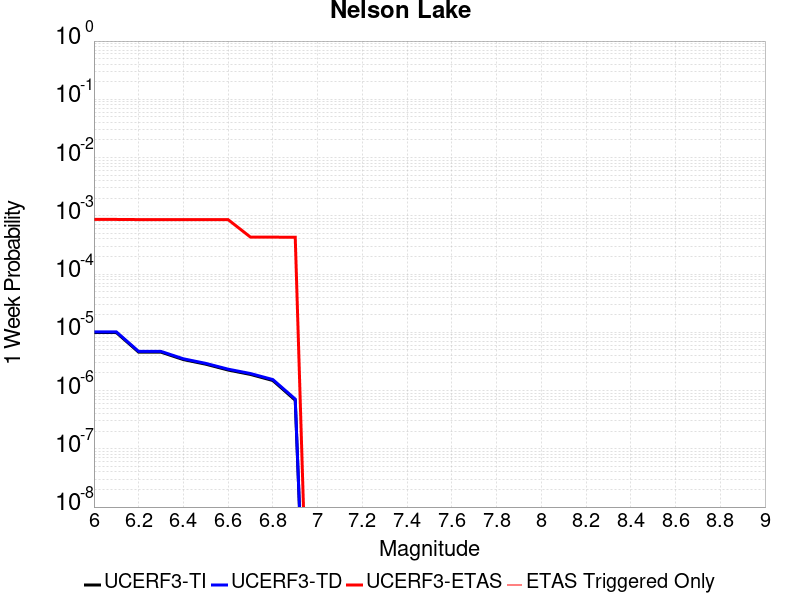 Nelson Lake
10^0
10^-1
10^-2
10^-3
10^-4
10^-5
10^-6
10^-7
10^-8
1 Week Probability
6 6.2 6.4 6.6 6.8 7 7.2 7.4 7.6 7.8 8 8.2 8.4 8.6 8.8 9
Magnitude
UCERF3-TI UCERF3-TD UCERF3-ETAS ETAS Triggered Only